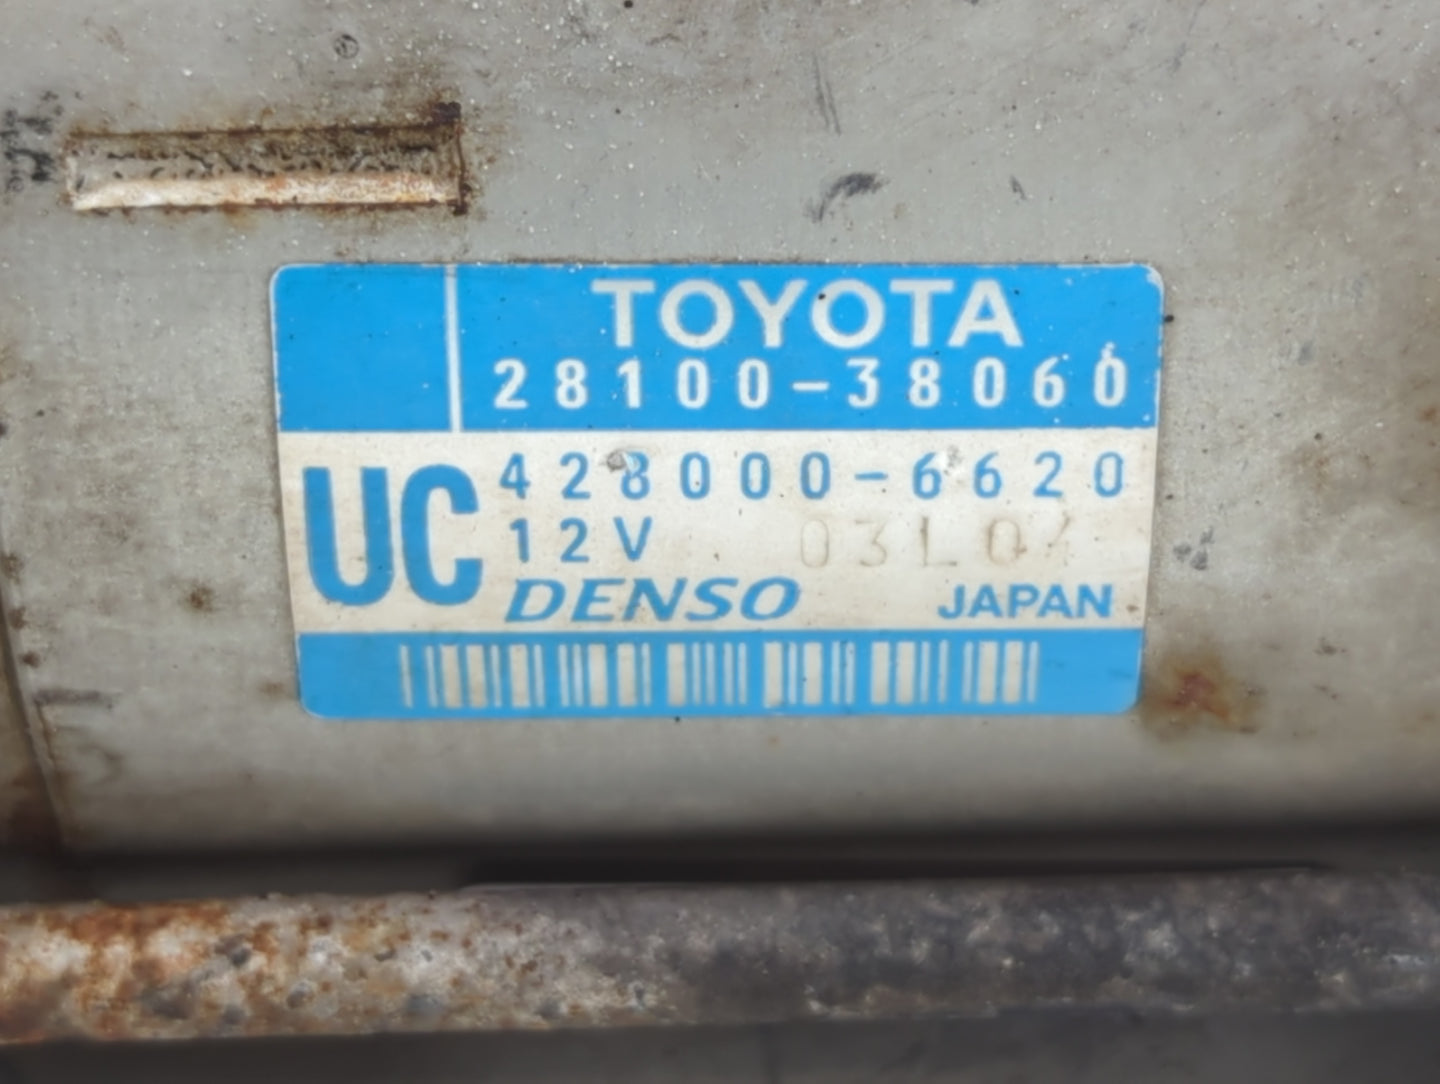 TOYOTA
28100-38060
UC
428000-6620
12V
DENSO JAPAN